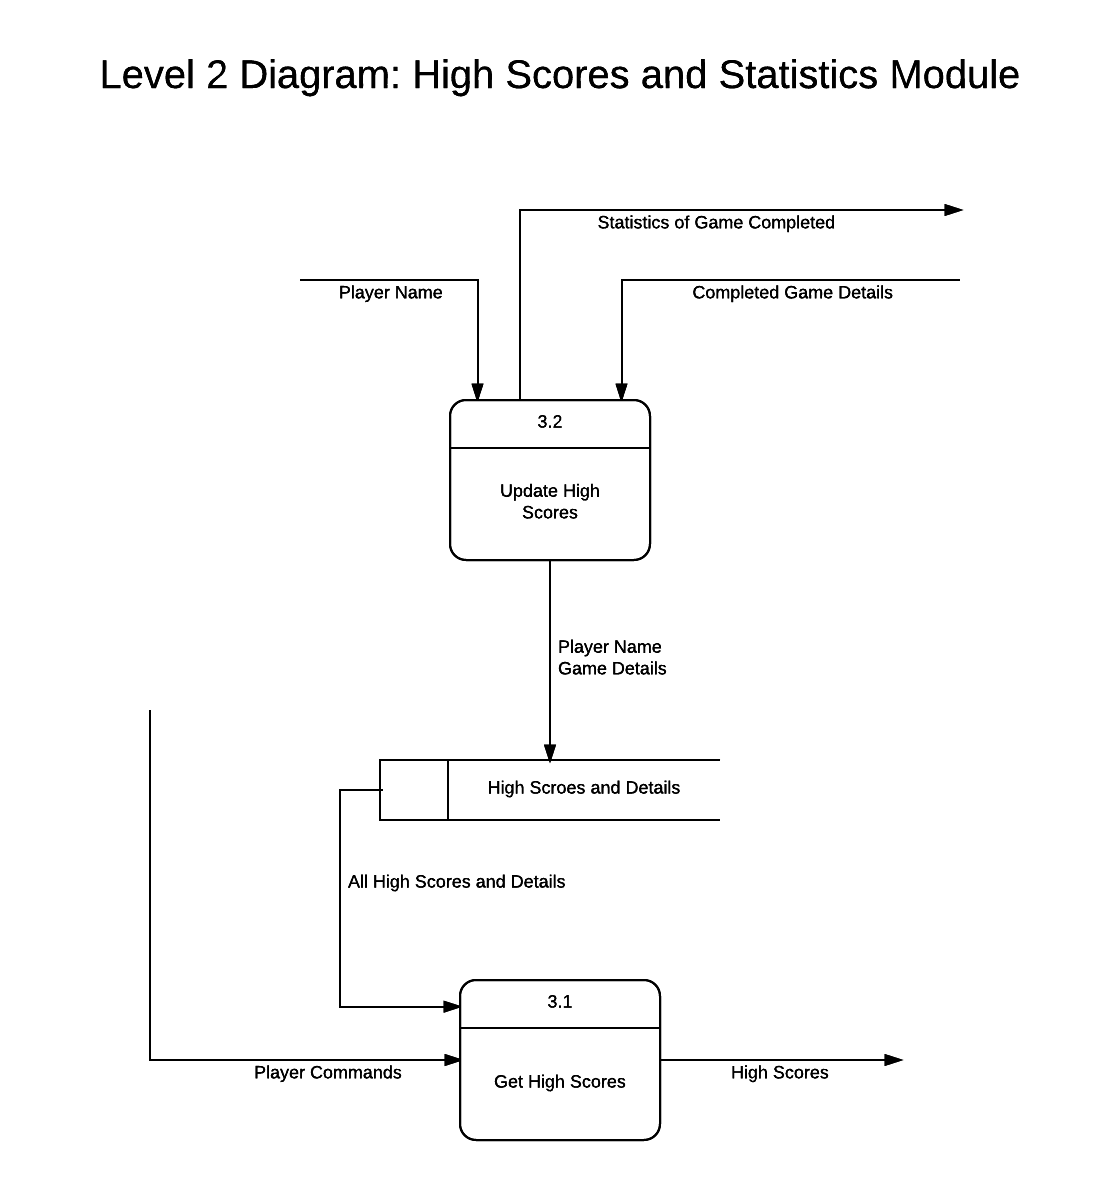 Level 2 Diagram: High Scores and Statistics Module
Statistics of Game Completed
Player Name
Completed Game Details
3.2
Update High
Scores
Player Name
Game Details
High Scroes and Details
All High Scores and Details
3.1
Player Commands
Get High Scores
High Scores